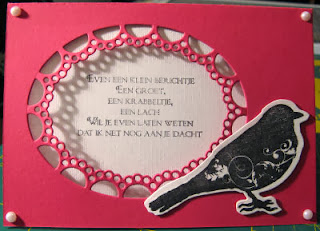 Even een klein berichtje
Een groet,
een krabbeltje,
een lach
Wil je even laten weten
dat ik net nog aan je dacht